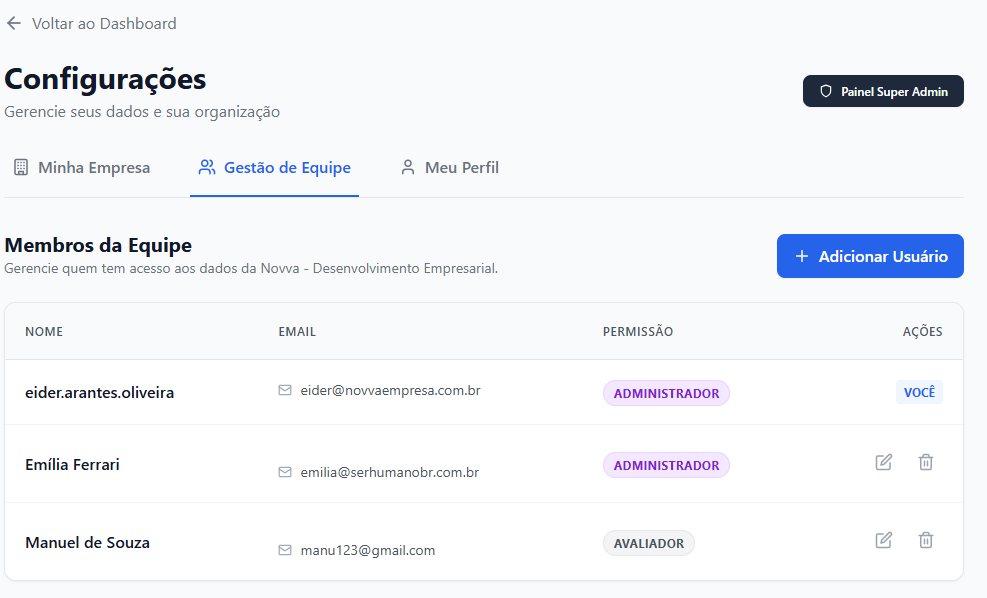 Voltar ao Dashboard
Configurações
Gerencie seus dados e sua organização
Painel Super Admin
Minha Empresa
Gestão de Equipe
Meu Perfil
Membros da Equipe
Gerencie quem tem acesso aos dados da Novva - Desenvolvimento Empresarial.
+ Adicionar Usuário
NOME EMAIL PERMISSÃO AÇÕES
eider.arantes.oliveira eider@novvaempresa.com.br ADMINISTRADOR VOCÊ
Emília Ferrari emilia@serhumanobr.com.br ADMINISTRADOR
Manuel de Souza manu123@gmail.com AVALIADOR